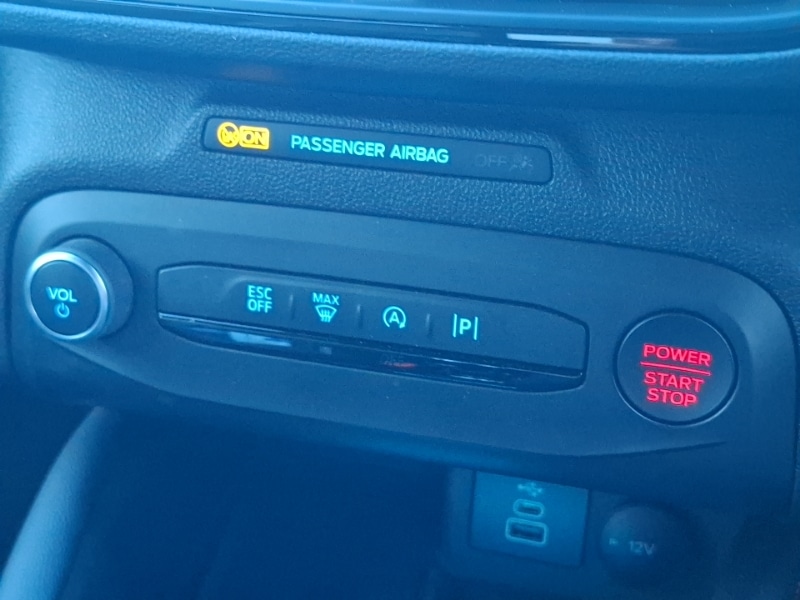 ON PASSENGER AIRBAG OFF
VOL
ESC
OFF
MAX
A
P
POWER
START
STOP
12V